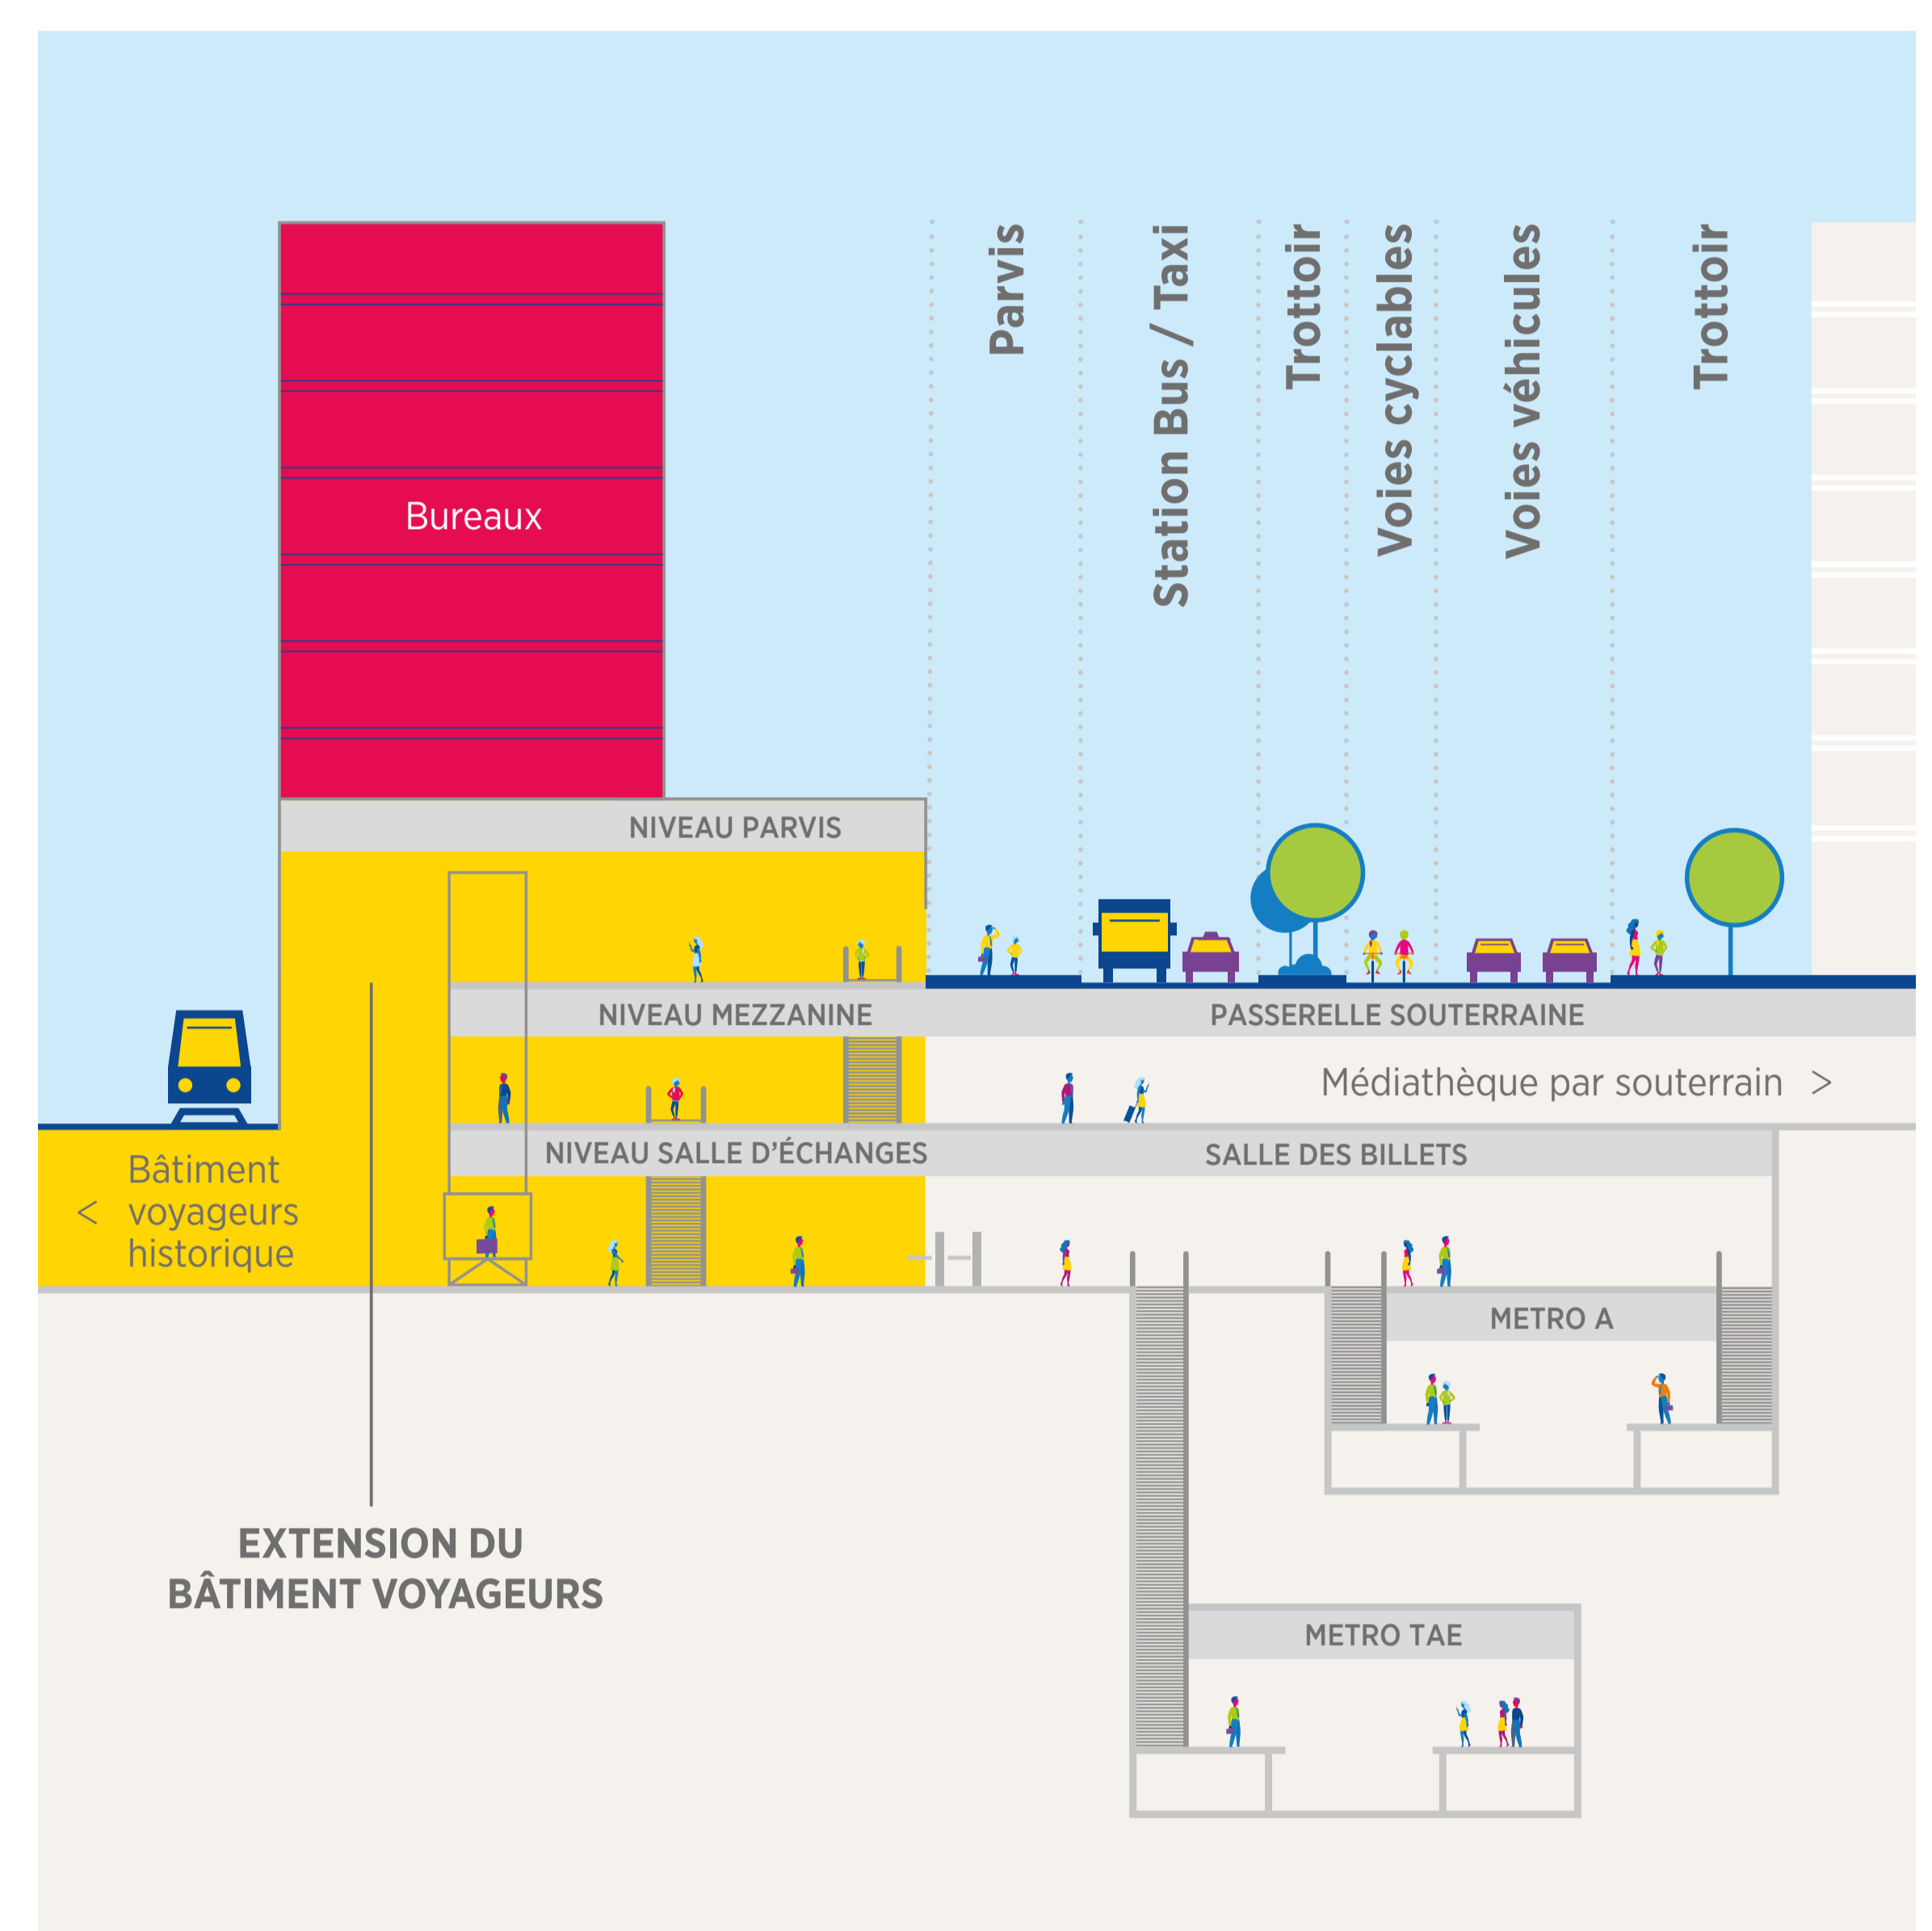 Parvis
Station Bus / Taxi
Trottoir
Voies cyclables
Voies véhicules
Trottoir
Bureaux
NIVEAU PARVIS
NIVEAU MEZZANINE
PASSERELLE SOUTERRAINE
Médiathèque par souterrain >
NIVEAU SALLE D'ÉCHANGES
SALLE DES BILLETS
Bâtiment
< voyageurs
historique
METRO A
EXTENSION DU
BÂTIMENT VOYAGEURS
METRO TAE